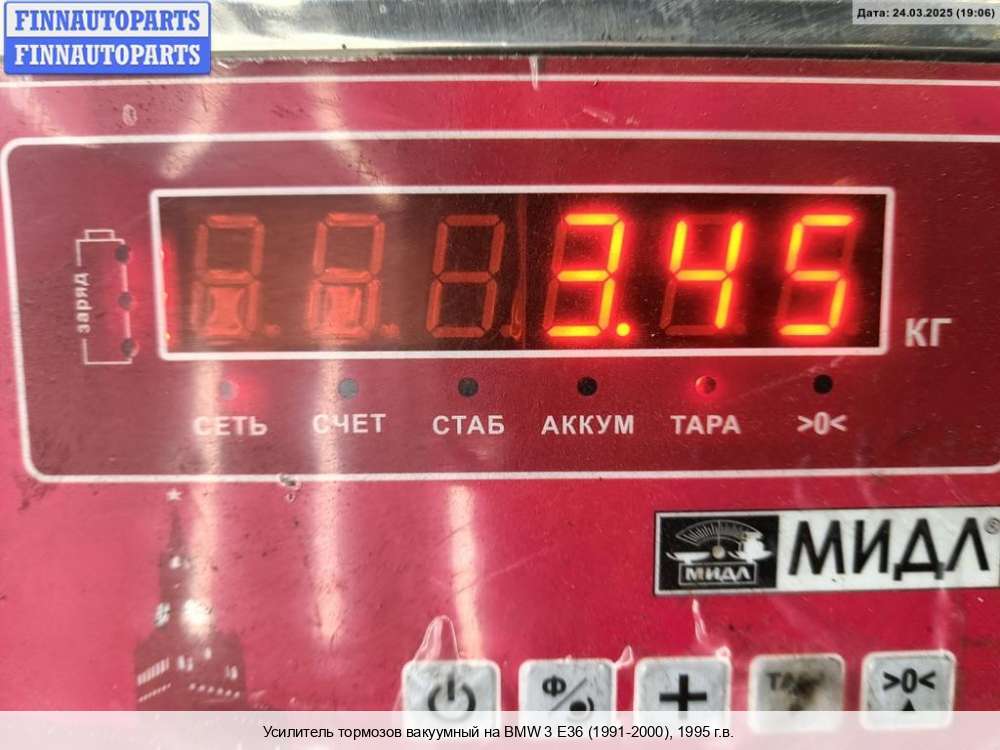 FINNAUTOPARTS
FINNAUTOPARTS
Дата: 24.03.2025 (19:06)
заряд
3.45
КГ
СЕТЬ СЧЕТ СТАБ АККУМ ТАРА >0<
МИДЛ МИДЛ®
Ф
+
>0<
Усилитель тормозов вакуумный на BMW 3 E36 (1991-2000), 1995 г.в.